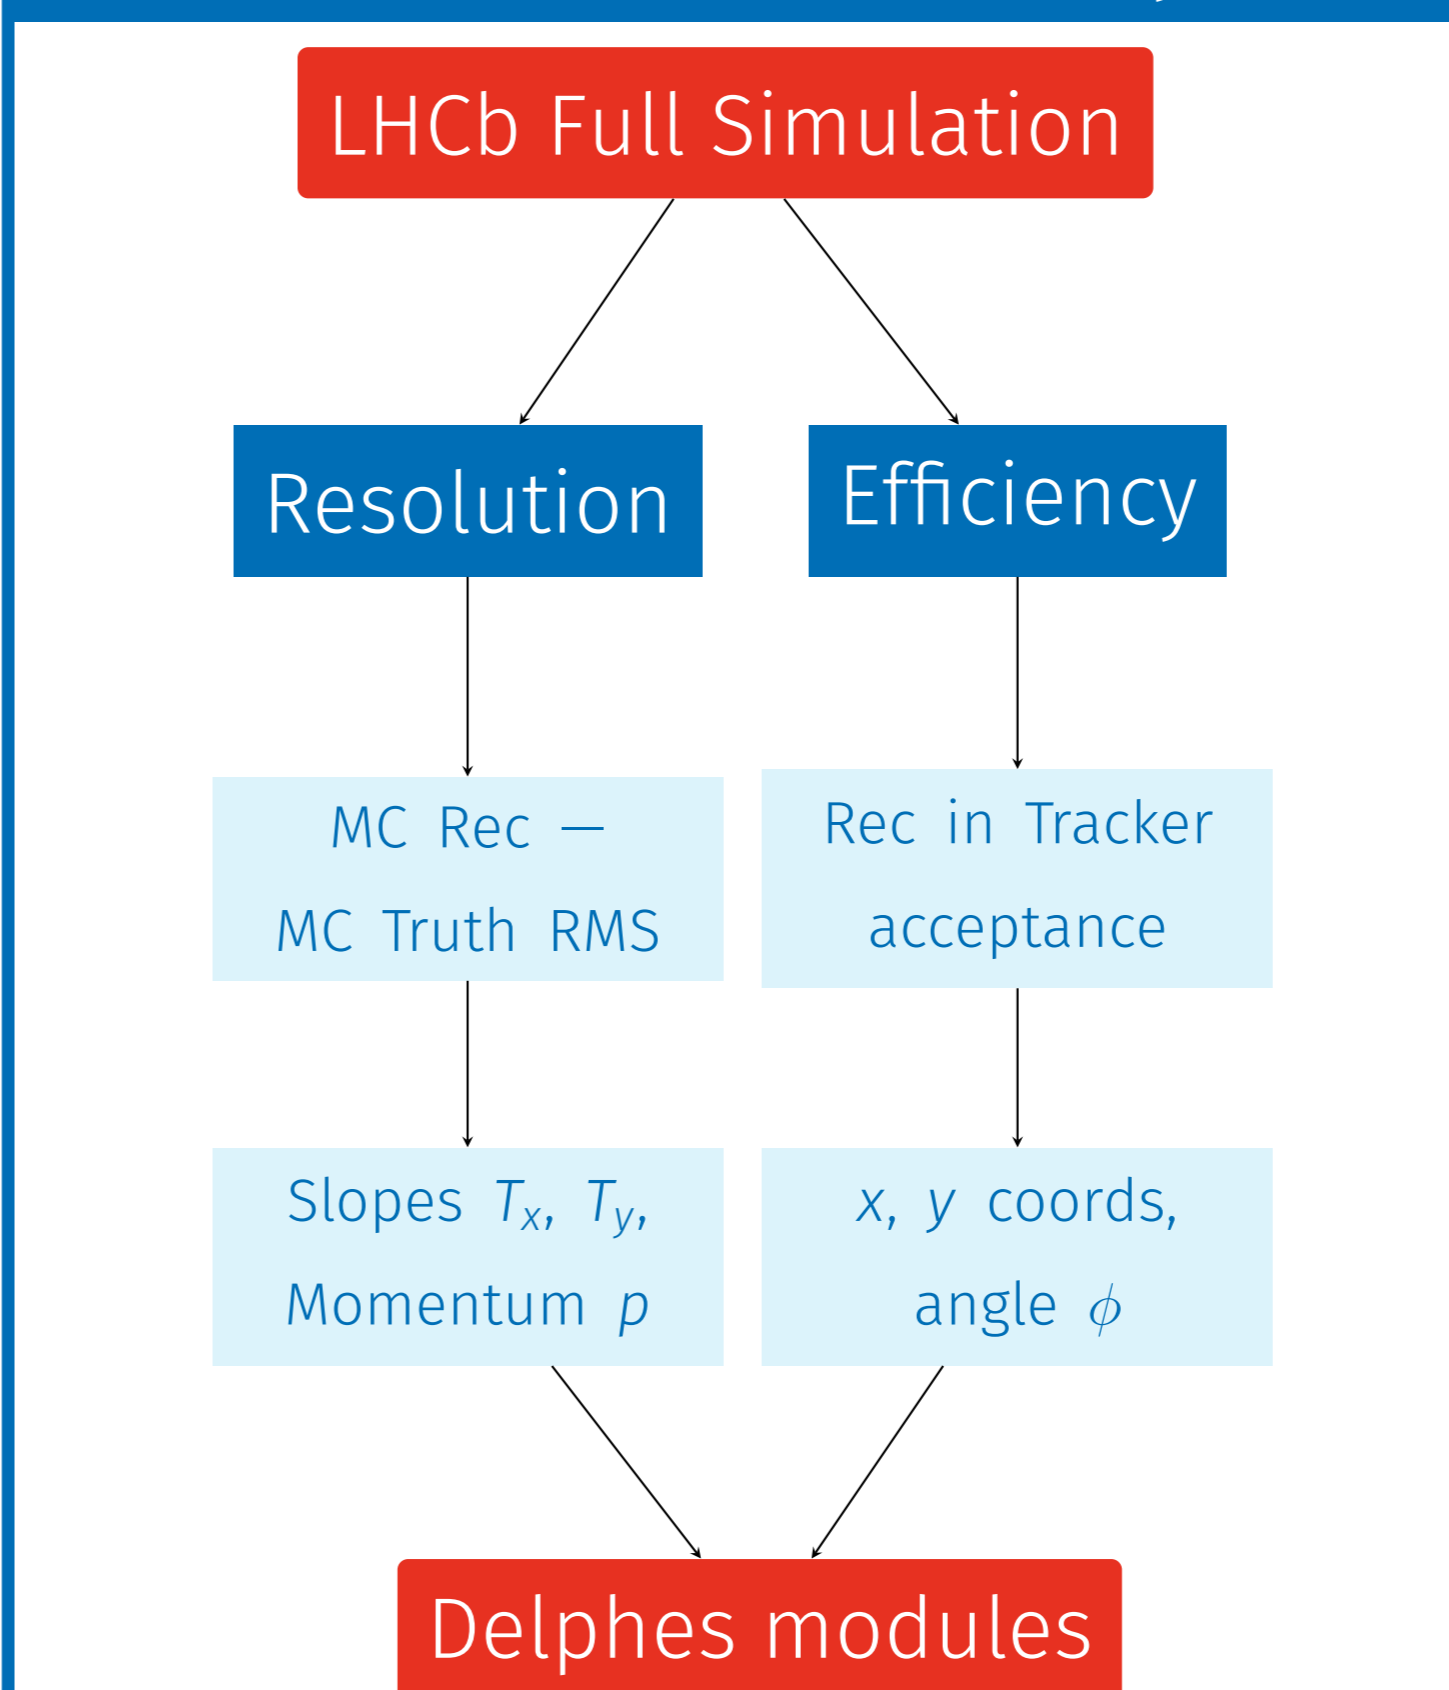 LHCb Full Simulation
Resolution
Efficiency
MC Rec —
MC Truth RMS
Rec in Tracker
acceptance
Slopes Tₓ, T_y,
Momentum p
x, y coords,
angle ϕ
Delphes modules